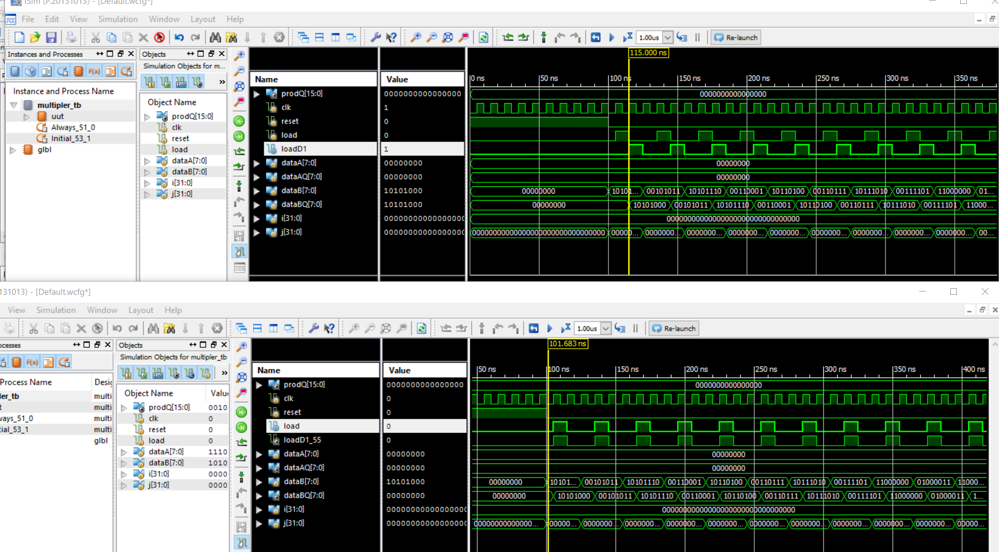 ISim (P.20131013) - [Default.wcfg*]
File Edit View Simulation Window Layout Help
1.00us Re-launch
Instances and Processes
Objects
Simulation Objects for m...
F(x)
»
Instance and Process Name
multipler_tb
uut
Always_51_0
Initial_53_1
glbl
Object Name
prodQ[15:0]
clk
reset
load
dataA[7:0]
dataB[7:0]
i[31:0]
j[31:0]
115.000 ns
Name Value
0 ns 50 ns 100 ns 150 ns 200 ns 250 ns 300 ns 350 ns
prodQ[15:0] 0000000000000000 0000000000000000
clk 1
reset 0
load 0
loadD1 1
dataA[7:0] 00000000 00000000
dataAQ[7:0] 00000000 00000000
dataB[7:0] 10101000 00000000 10101... 00101011 10101110 00110001 10110100 00110111 10111010 00111101 11000000 01...
dataBQ[7:0] 10101000 00000000 10101000 00101011 10101110 00110001 10110100 00110111 10111010 00111101 11000...
i[31:0] 00000000000000000 00000000000000000000000000000000
j[31:0] 00000000000000000 00000000000000000000000000000000 00000... 0000000... 0000000... 0000000... 0000000... 0000000... 0000000... 0000000... 0000000... 00...
131013) - [Default.wcfg*]
View Simulation Window Layout Help
1.00us Re-launch
ocesses
Objects
Simulation Objects for multipler_tb
F(x)
»
Process Name Desig
ler_tb multi
t multi
ways_51_0 multi
tial_53_1 multi
glbl
Object Name Valu
prodQ[15:0] 0010
clk 0
reset 0
load 0
dataA[7:0] 1110
dataB[7:0] 1010
i[31:0] 0000
j[31:0] 0000
101.683 ns
Name Value
50 ns 100 ns 150 ns 200 ns 250 ns 300 ns 350 ns 400 ns
prodQ[15:0] 0000000000000000 0000000000000000
clk 0
reset 0
load 0
loadD1_55 0
dataA[7:0] 00000000 00000000
dataAQ[7:0] 00000000 00000000
dataB[7:0] 10101000 00000000 10101... 00101011 10101110 00110001 10110100 00110111 10111010 00111101 11000000 01000011 11000...
dataBQ[7:0] 00000000 00000000 10101000 00101011 10101110 00110001 10110100 00110111 10111010 00111101 11000000 01000011 1...
i[31:0] 00000000000000000 00000000000000000000000000000000
j[31:0] 00000000000000000 00000000000000... 00000... 0000000... 0000000... 0000000... 0000000... 0000000... 0000000... 0000000... 0000000... 0000000... 00000...